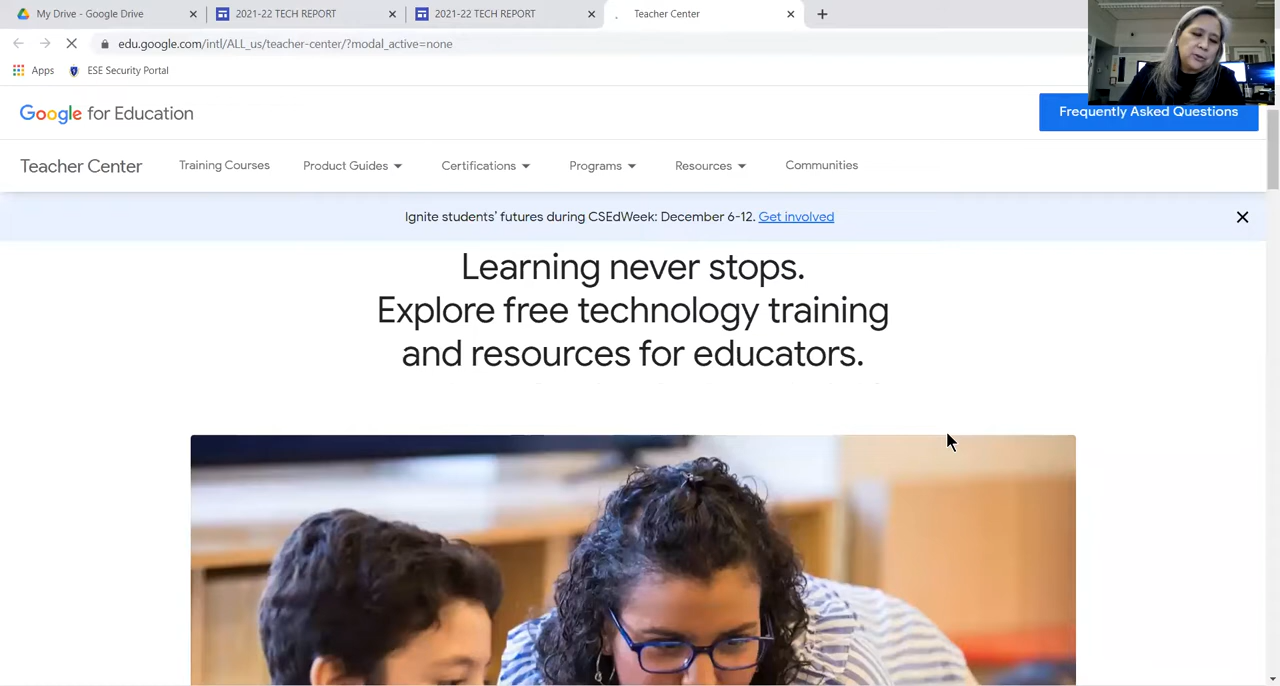 My Drive - Google Drive
2021-22 TECH REPORT
2021-22 TECH REPORT
Teacher Center
edu.google.com/intl/ALL_us/teacher-center/?modal_active=none
Apps
ESE Security Portal
Google for Education
Frequently Asked Questions
Teacher Center
Training Courses
Product Guides
Certifications
Programs
Resources
Communities
Ignite students' futures during CSEdWeek: December 6-12. Get involved
Learning never stops.
Explore free technology training
and resources for educators.